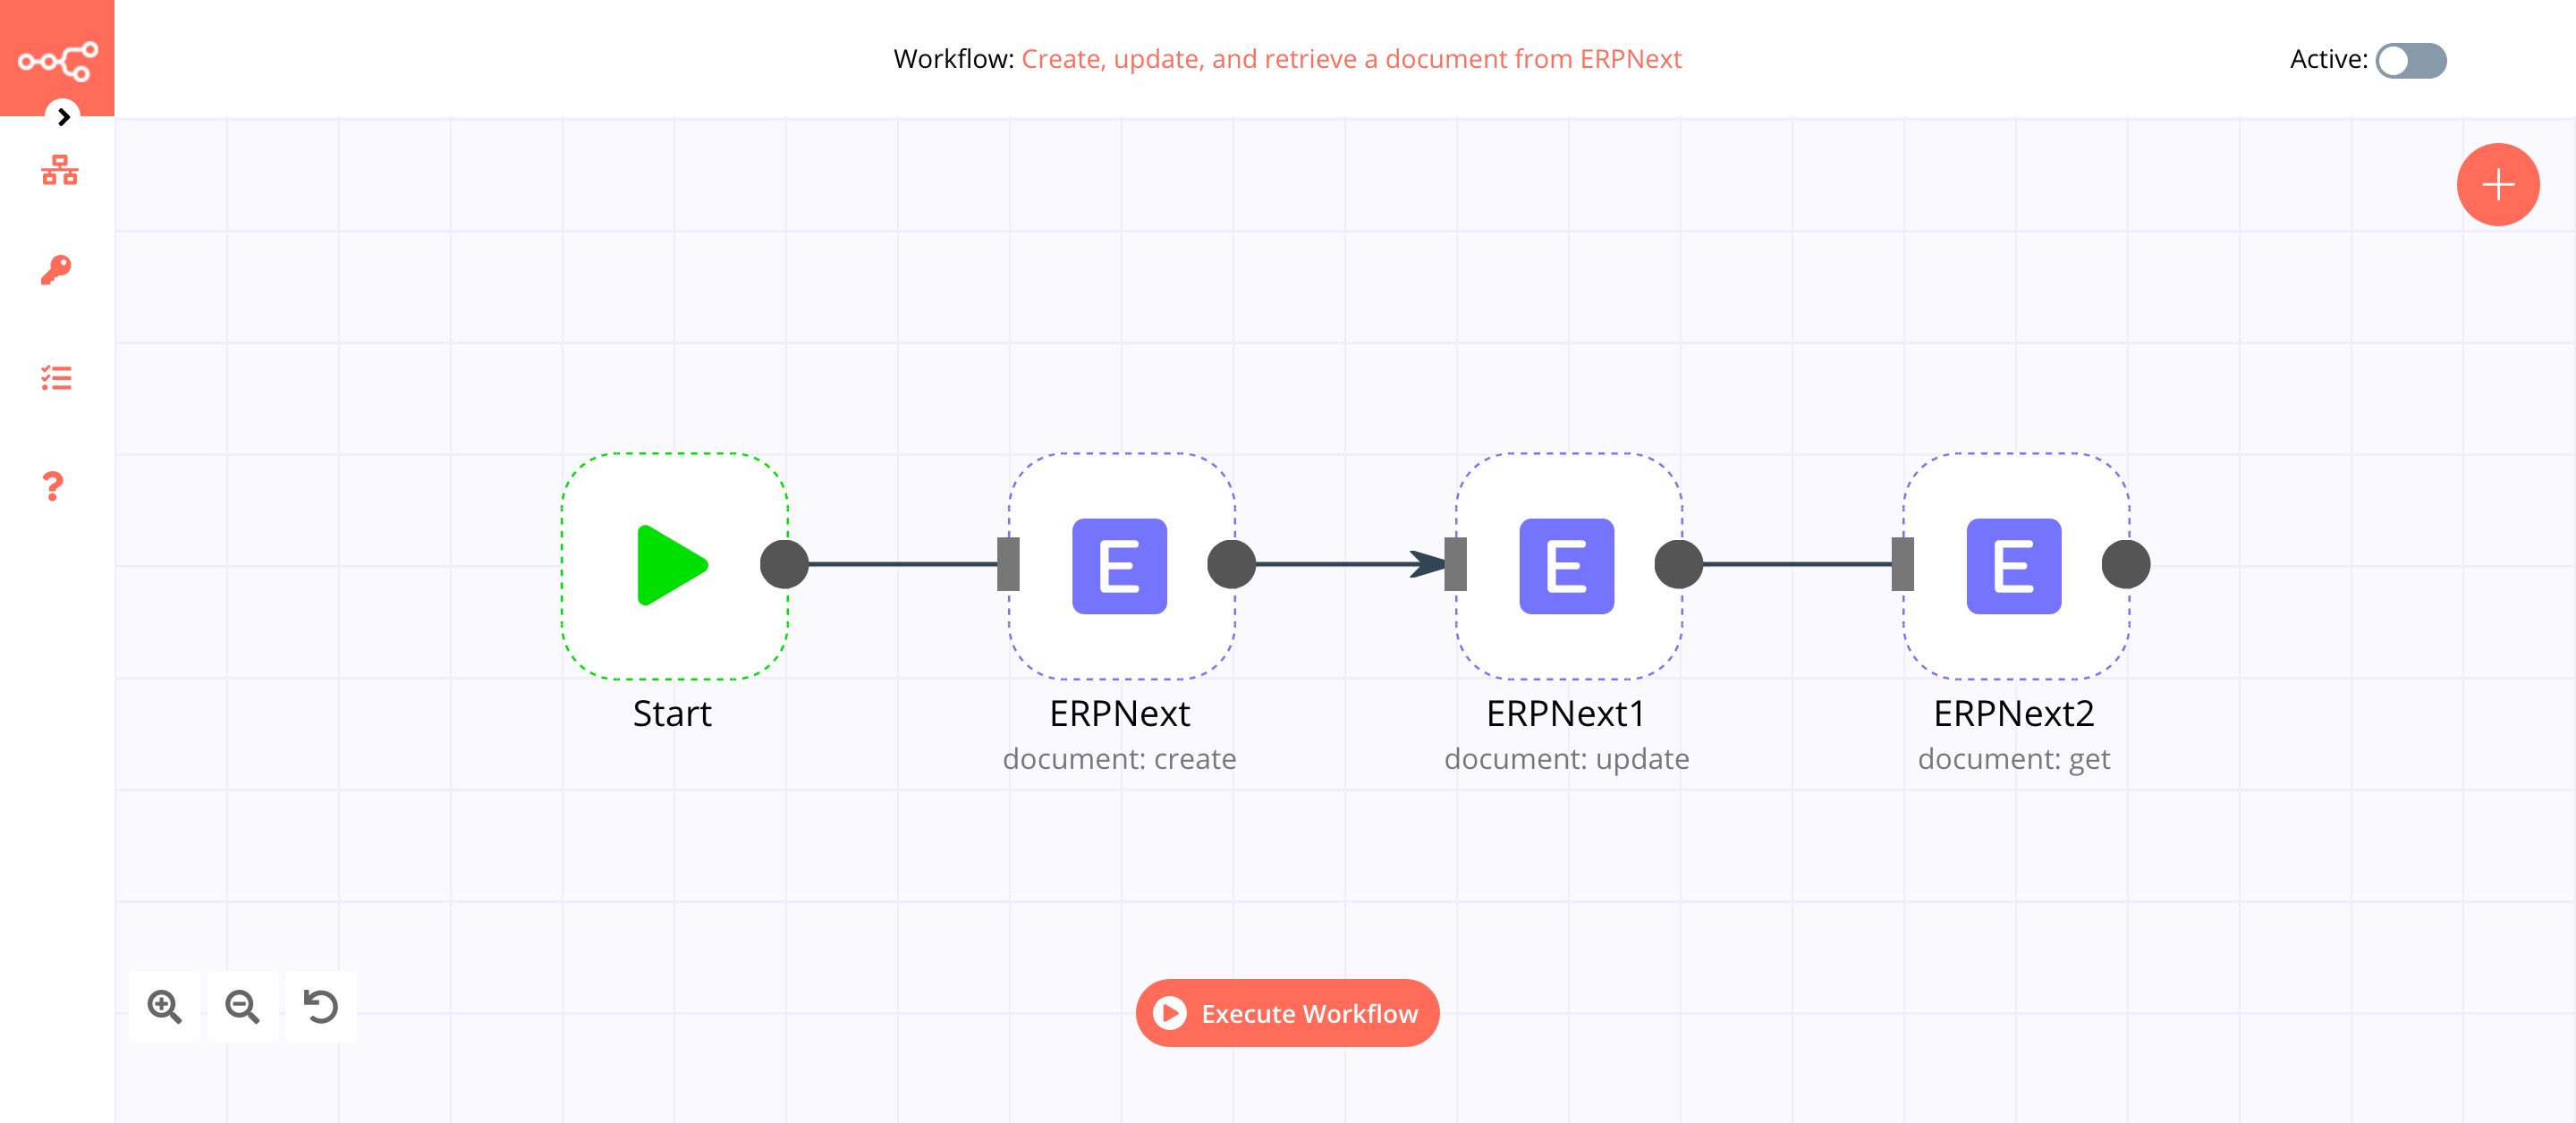 Workflow: Create, update, and retrieve a document from ERPNext
Active:
Start
ERPNext
document: create
ERPNext1
document: update
ERPNext2
document: get
Execute Workflow